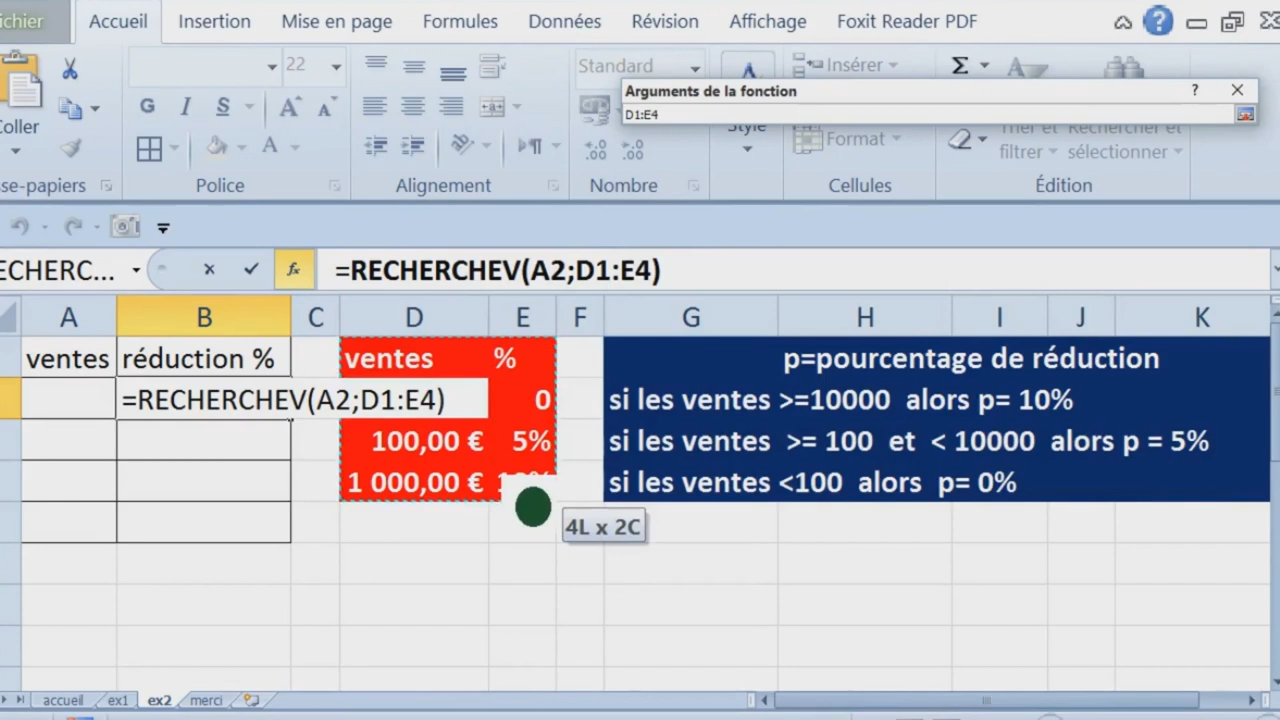 ichier Accueil Insertion Mise en page Formules Données Révision Affichage Foxit Reader PDF
22 Standard Insérer
Arguments de la fonction
D1:E4
Coller G I S A A A Style Format
Trier et Rechercher et
filtrer sélectionner
sse-papiers Police Alignement Nombre Cellules Édition
ECHERC... fx =RECHERCHEV(A2;D1:E4)
A B C D E F G H I J K
ventes réduction % ventes % p=pourcentage de réduction
=RECHERCHEV(A2;D1:E4) 0 si les ventes >=10000 alors p= 10%
100,00 € 5% si les ventes >= 100 et < 10000 alors p = 5%
1 000,00 € si les ventes <100 alors p= 0%
4L x 2C
accueil ex1 ex2 merci